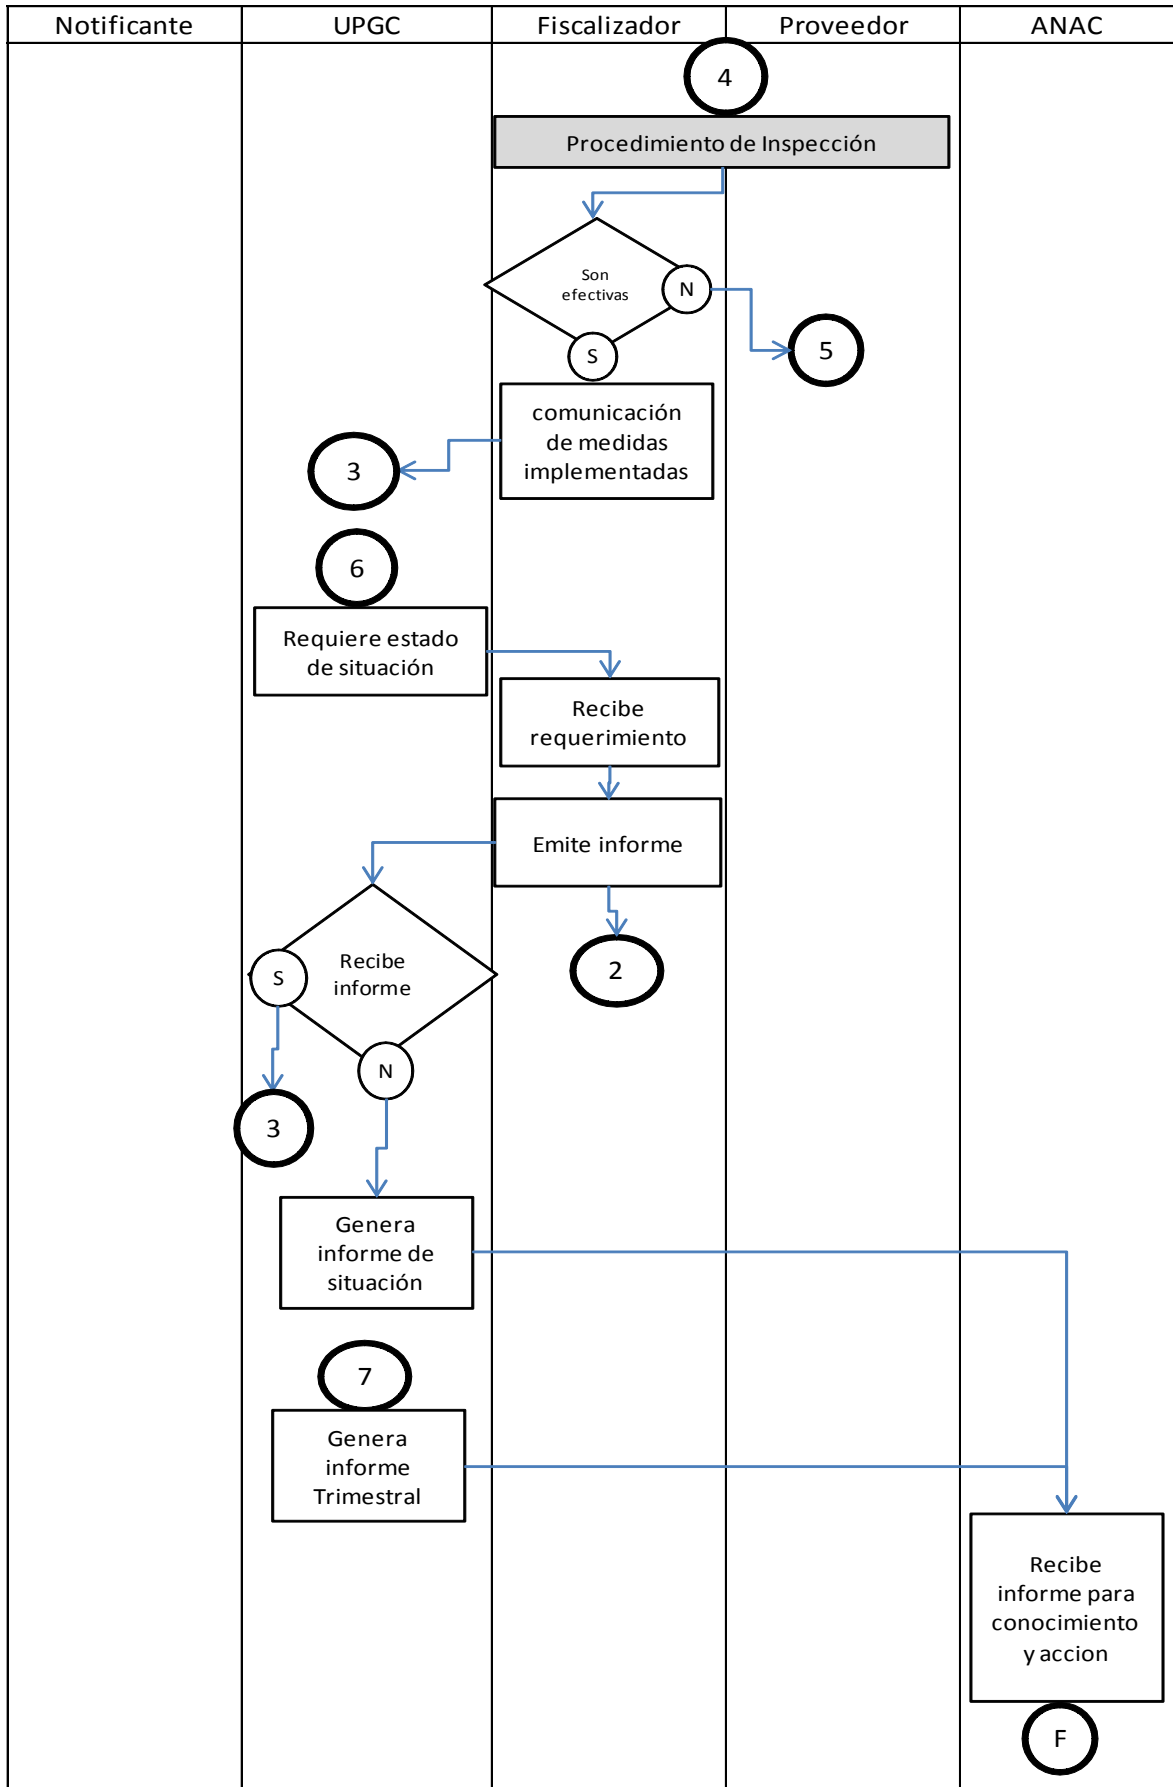 Notificante
UPGC
Fiscalizador
Proveedor
ANAC
4
Procedimiento de Inspección
Son
efectivas
N
S
5
comunicación
de medidas
implementadas
3
6
Requiere estado
de situación
Recibe
requerimiento
Emite informe
Recibe
informe
S
N
2
3
Genera
informe de
situación
7
Genera
informe
Trimestral
Recibe
informe para
conocimiento
y accion
F